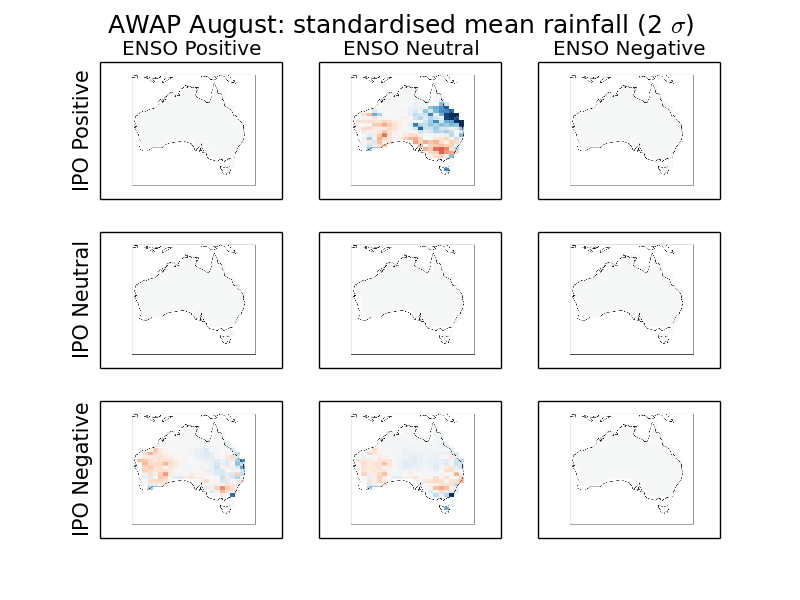 AWAP August: standardised mean rainfall (2 σ)
ENSO Positive ENSO Neutral ENSO Negative
IPO Positive
IPO Neutral
IPO Negative